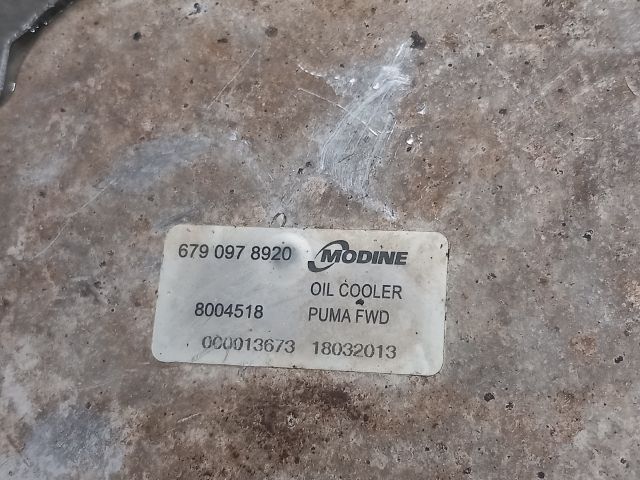 679 097 8920 MODINE
OIL COOLER
8004518 PUMA FWD
000013673 18032013